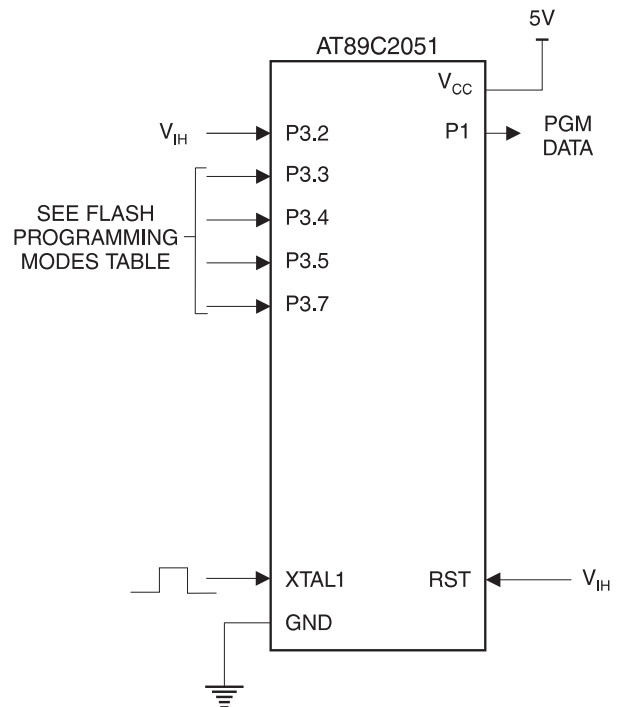 5V
AT89C2051
VCC
VIH
P3.2
P1
PGM
DATA
P3.3
SEE FLASH
PROGRAMMING
MODES TABLE
P3.4
P3.5
P3.7
XTAL1
RST
VIH
GND